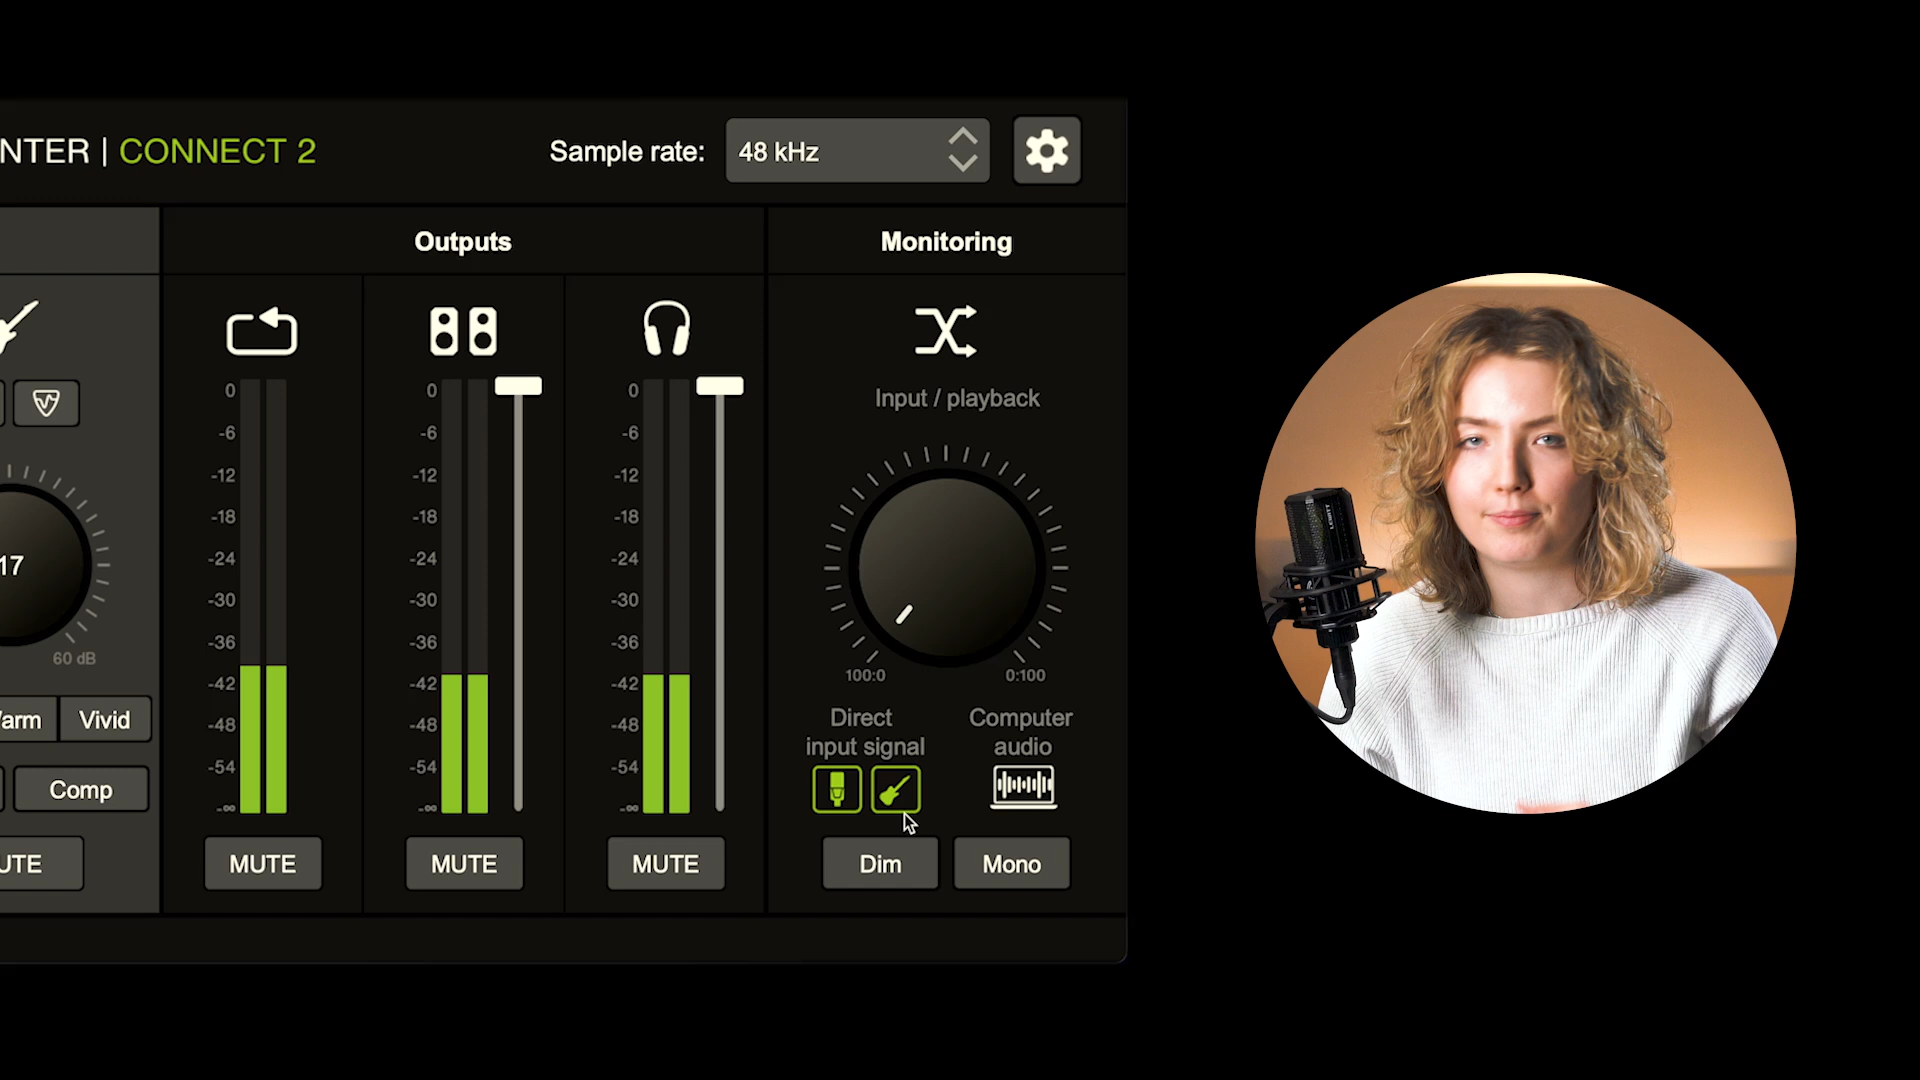 NTER | CONNECT 2
Sample rate:
48 kHz
Outputs
Monitoring
Input / playback
0
-6
-12
-18
-24
-30
-36
-42
-48
-54
-∞
0
-6
-12
-18
-24
-30
-36
-42
-48
-54
-∞
0
-6
-12
-18
-24
-30
-36
-42
-48
-54
-∞
17
60 dB
100:0
0:100
Direct
input signal
Computer
audio
arm
Vivid
Comp
UTE
MUTE
MUTE
MUTE
Dim
Mono
LEWITT